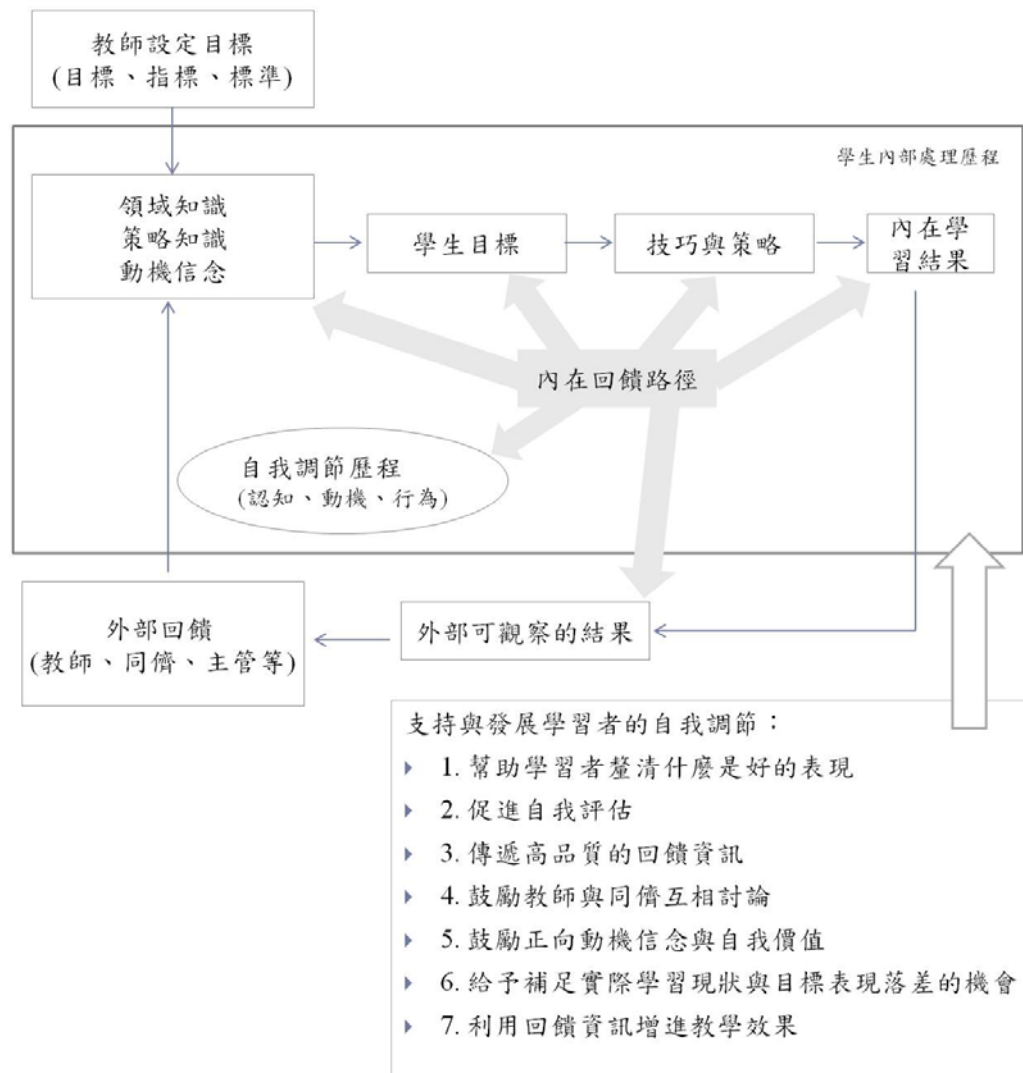 教師設定目標
(目標、指標、標準)
學生內部處理歷程
領域知識
策略知識
動機信念
學生目標
技巧與策略
內在學
習結果
內在回饋路徑
自我調節歷程
(認知、動機、行為)
外部回饋
(教師、同儕、主管等)
外部可觀察的結果
支持與發展學習者的自我調節：
1. 幫助學習者釐清什麼是好的表現
2. 促進自我評估
3. 傳遞高品質的回饋資訊
4. 鼓勵教師與同儕互相討論
5. 鼓勵正向動機信念與自我價值
6. 給予補足實際學習現狀與目標表現落差的機會
7. 利用回饋資訊增進教學效果